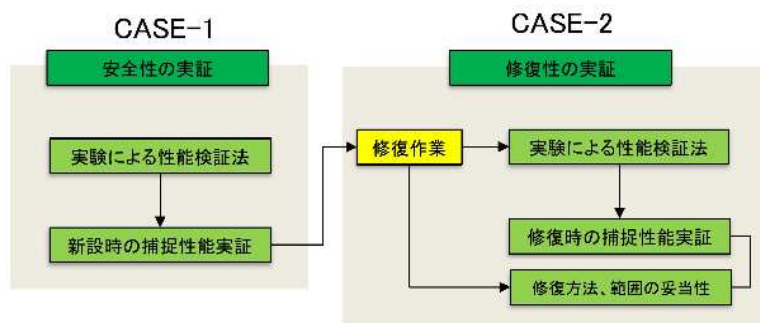 CASE-1
安全性の実証
実験による性能検証法
新設時の捕捉性能実証
CASE-2
修復性の実証
修復作業
実験による性能検証法
修復時の捕捉性能実証
修復方法、範囲の妥当性